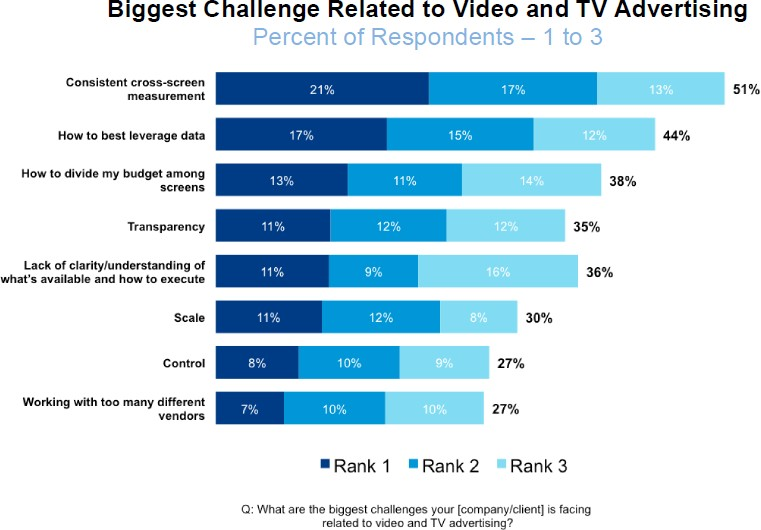 Biggest Challenge Related to Video and TV Advertising
Percent of Respondents – 1 to 3
Consistent cross-screen
measurement
21% 17% 13% 51%
How to best leverage data
17% 15% 12% 44%
How to divide my budget among
screens
13% 11% 14% 38%
Transparency
11% 12% 12% 35%
Lack of clarity/understanding of
what's available and how to execute
11% 9% 16% 36%
Scale
11% 12% 8% 30%
Control
8% 10% 9% 27%
Working with too many different
vendors
7% 10% 10% 27%
Rank 1 Rank 2 Rank 3
Q: What are the biggest challenges your [company/client] is facing
related to video and TV advertising?